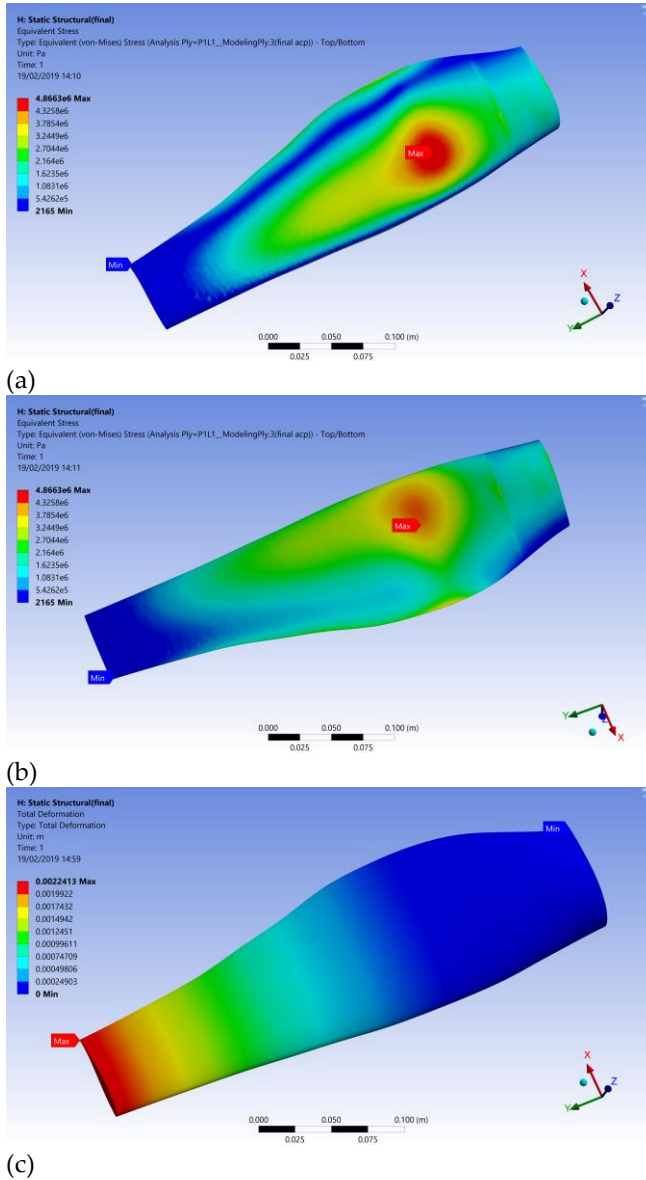 H: Static Structural(final)
Equivalent Stress
Type: Equivalent (von-Mises) Stress (Analysis Ply=P1L1__ModelingPly.3(final acp)) - Top/Bottom
Unit: Pa
Time: 1
19/02/2019 14:10
4.8663e6 Max
4.3258e6
3.7854e6
3.2449e6
2.7044e6
2.164e6
1.6235e6
1.0831e6
5.4262e5
2165 Min
Max
Min
X
Z
Y
0.000 0.050 0.100 (m)
0.025 0.075
(a)
H: Static Structural(final)
Equivalent Stress
Type: Equivalent (von-Mises) Stress (Analysis Ply=P1L1__ModelingPly.3(final acp)) - Top/Bottom
Unit: Pa
Time: 1
19/02/2019 14:11
4.8663e6 Max
4.3258e6
3.7854e6
3.2449e6
2.7044e6
2.164e6
1.6235e6
1.0831e6
5.4262e5
2165 Min
Max
Min
Y
Z
X
0.000 0.050 0.100 (m)
0.025 0.075
(b)
H: Static Structural(final)
Total Deformation
Type: Total Deformation
Unit: m
Time: 1
19/02/2019 14:59
0.0022413 Max
0.0019922
0.0017432
0.0014942
0.0012451
0.00099611
0.00074709
0.00049806
0.00024903
0 Min
Min
Max
X
Z
Y
0.000 0.050 0.100 (m)
0.025 0.075
(c)